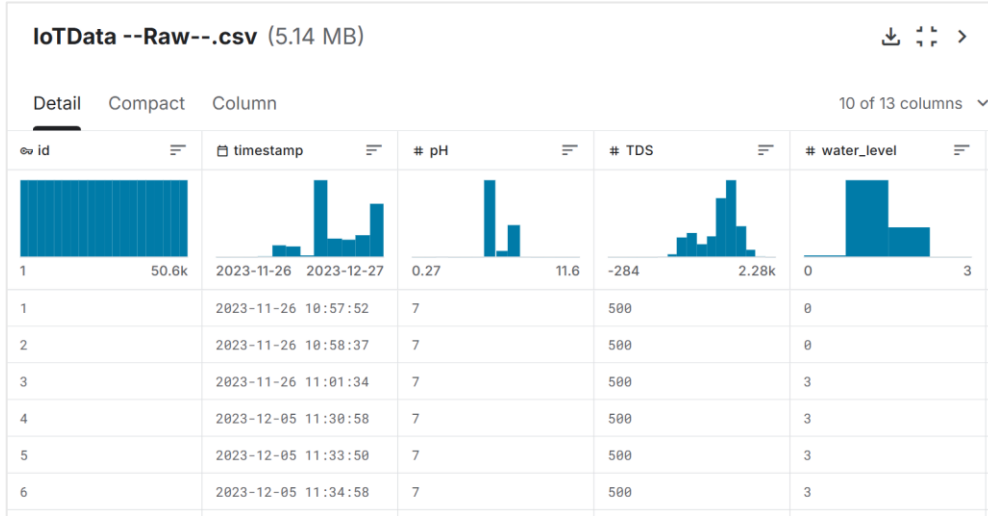 IoTData --Raw--.csv (5.14 MB)
Detail Compact Column 10 of 13 columns
id timestamp # pH # TDS # water_level
1 50.6k 2023-11-26 2023-12-27 0.27 11.6 -284 2.28k 0 3
1 2023-11-26 10:57:52 7 500 0
2 2023-11-26 10:58:37 7 500 0
3 2023-11-26 11:01:34 7 500 3
4 2023-12-05 11:30:58 7 500 3
5 2023-12-05 11:33:50 7 500 3
6 2023-12-05 11:34:58 7 500 3